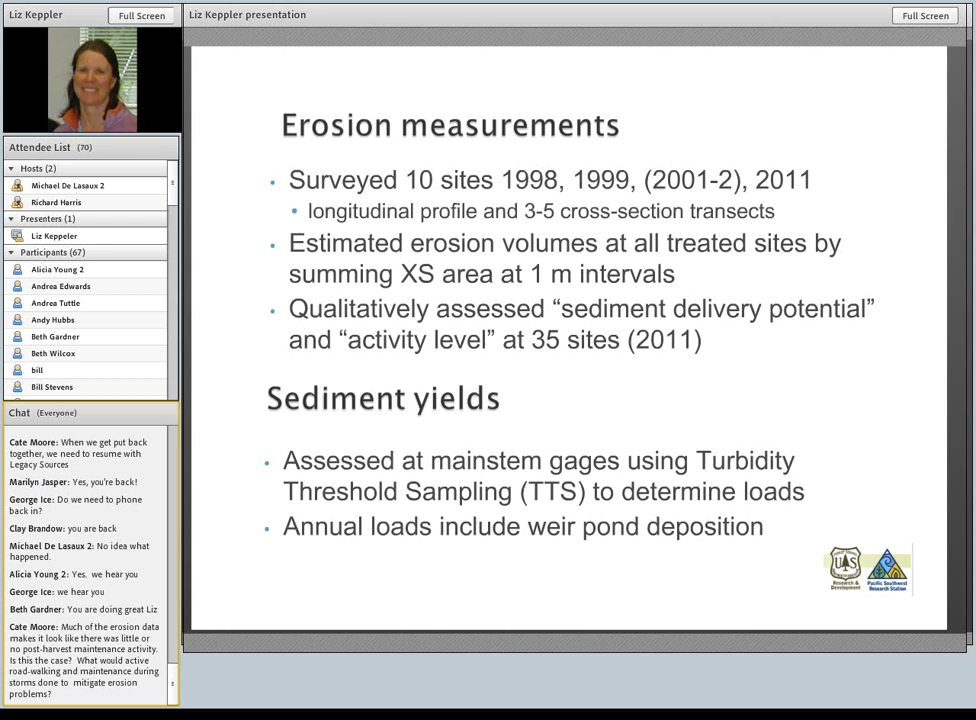 Liz Keppler
Full Screen
Liz Keppler presentation
Full Screen
Attendee List (70)
Hosts (2)
Michael De Lasaux 2
Richard Harris
Presenters (1)
Liz Keppeler
Participants (67)
Alicia Young 2
Andrea Edwards
Andrea Tuttle
Andy Hubbs
Beth Gardner
Beth Wilcox
bill
Bill Stevens
Chat (Everyone)
Cate Moore: When we get put back
together, we need to resume with
Legacy Sources
Marilyn Jasper: Yes, you're back!
George Ice: Do we need to phone
back in?
Clay Brandow: you are back
Michael De Lasaux 2: No idea what
happened.
Alicia Young 2: Yes. we hear you
George Ice: we hear you
Beth Gardner: You are doing great Liz
Cate Moore: Much of the erosion data
makes it look like there was little or
no post-harvest maintenance activity.
Is this the case? What would active
road-walking and maintenance during
storms done to mitigate erosion
problems?
Erosion measurements
• Surveyed 10 sites 1998, 1999, (2001-2), 2011
• longitudinal profile and 3-5 cross-section transects
• Estimated erosion volumes at all treated sites by
summing XS area at 1 m intervals
• Qualitatively assessed “sediment delivery potential”
and “activity level” at 35 sites (2011)
Sediment yields
• Assessed at mainstem gages using Turbidity
Threshold Sampling (TTS) to determine loads
• Annual loads include weir pond deposition
UAS
Research &
Development
Pacific Southwest
Research Station